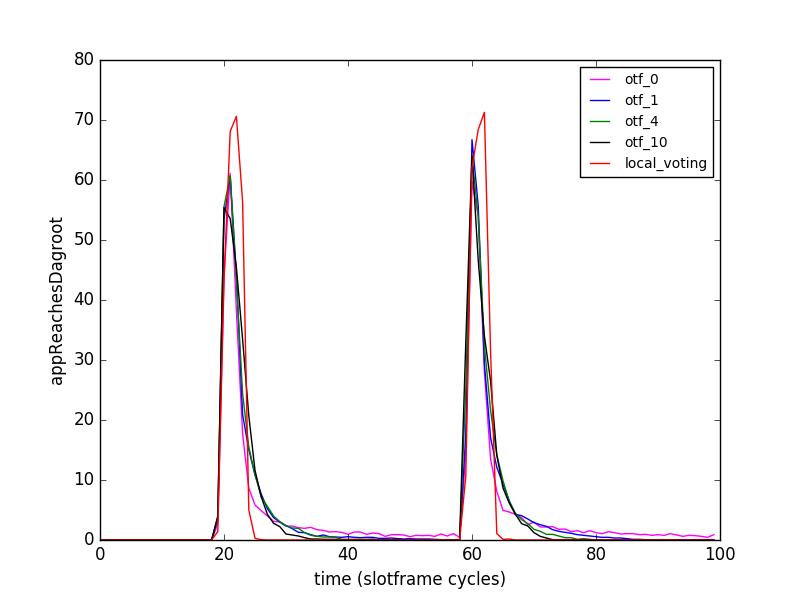 80
70
60
50
40
30
20
10
0
appReachesDagroot
0
20
40
60
80
100
time (slotframe cycles)
otf_0
otf_1
otf_4
otf_10
local_voting